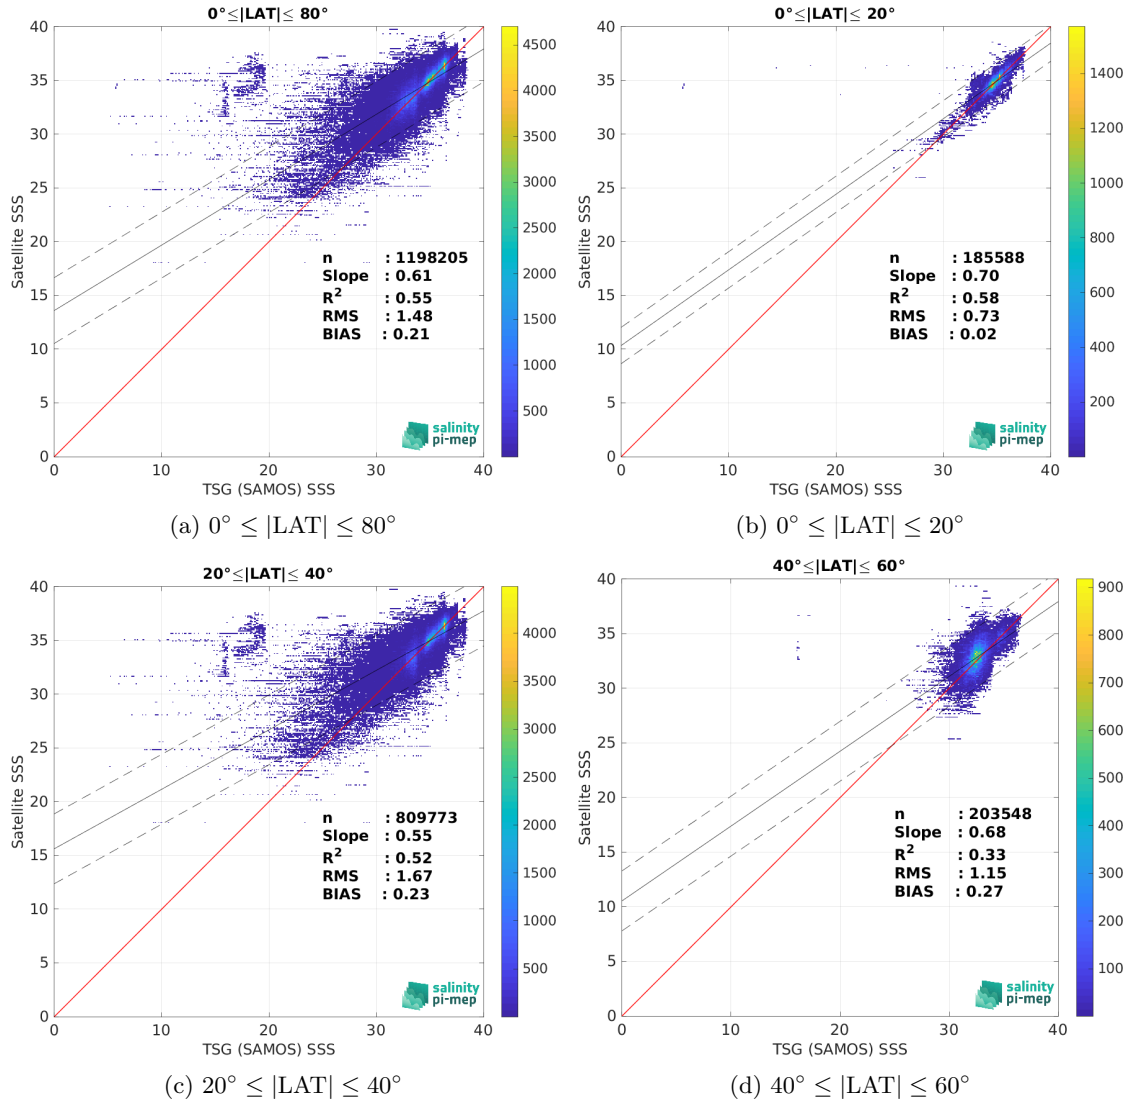 0°≤|LAT|≤ 80°
40
35
30
25
20
15
10
5
0
Satellite SSS
0
10
20
30
40
TSG (SAMOS) SSS
4500
4000
3500
3000
2500
2000
1500
1000
500
n : 1198205
Slope : 0.61
R² : 0.55
RMS : 1.48
BIAS : 0.21
salinity
pi-mep
(a) 0° ≤ |LAT| ≤ 80°
0°≤|LAT|≤ 20°
40
35
30
25
20
15
10
5
0
Satellite SSS
0
10
20
30
40
TSG (SAMOS) SSS
1400
1200
1000
800
600
400
200
n : 185588
Slope : 0.70
R² : 0.58
RMS : 0.73
BIAS : 0.02
salinity
pi-mep
(b) 0° ≤ |LAT| ≤ 20°
20°≤|LAT|≤ 40°
40
35
30
25
20
15
10
5
0
Satellite SSS
0
10
20
30
40
TSG (SAMOS) SSS
4000
3500
3000
2500
2000
1500
1000
500
n : 809773
Slope : 0.55
R² : 0.52
RMS : 1.67
BIAS : 0.23
salinity
pi-mep
(c) 20° ≤ |LAT| ≤ 40°
40°≤|LAT|≤ 60°
40
35
30
25
20
15
10
5
0
Satellite SSS
0
10
20
30
40
TSG (SAMOS) SSS
900
800
700
600
500
400
300
200
100
n : 203548
Slope : 0.68
R² : 0.33
RMS : 1.15
BIAS : 0.27
salinity
pi-mep
(d) 40° ≤ |LAT| ≤ 60°